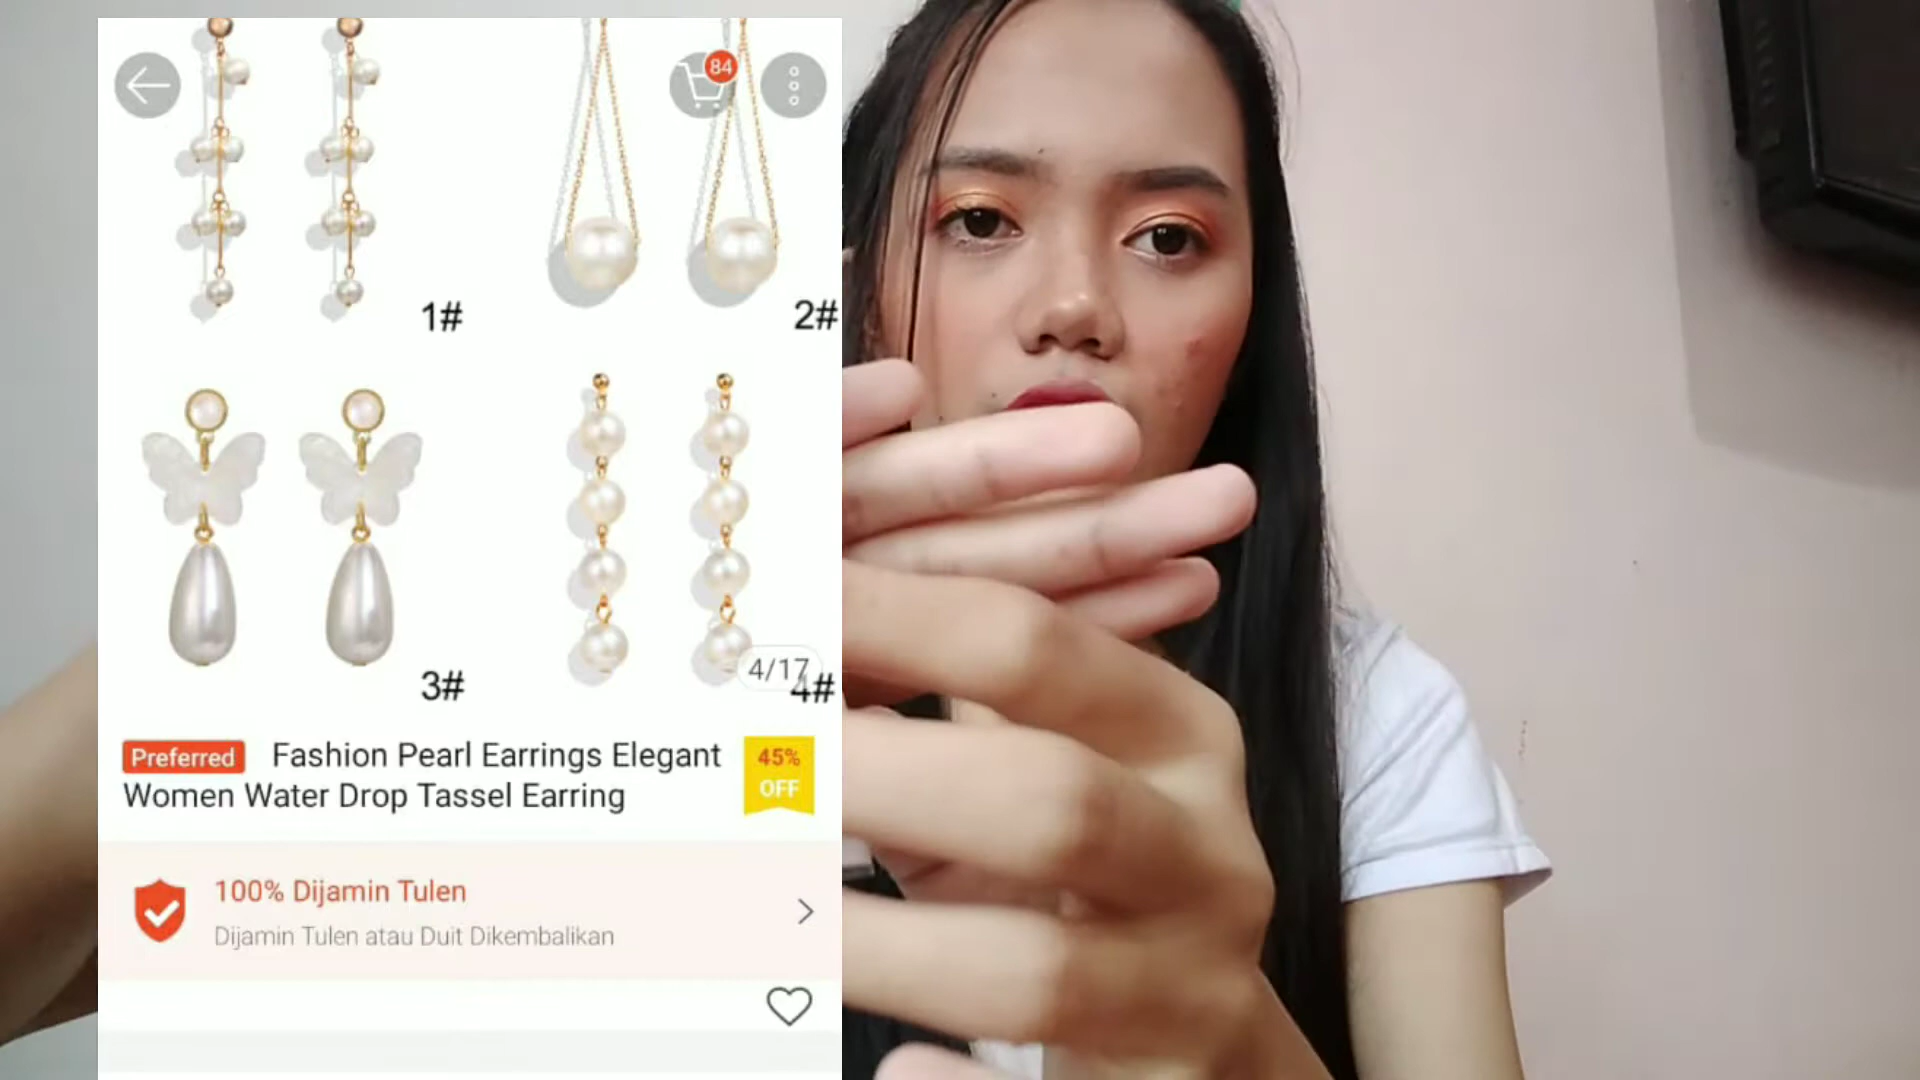 84
1#
2#
3#
4/17
4#
Preferred Fashion Pearl Earrings Elegant
Women Water Drop Tassel Earring
45%
OFF
100% Dijamin Tulen
Dijamin Tulen atau Duit Dikembalikan